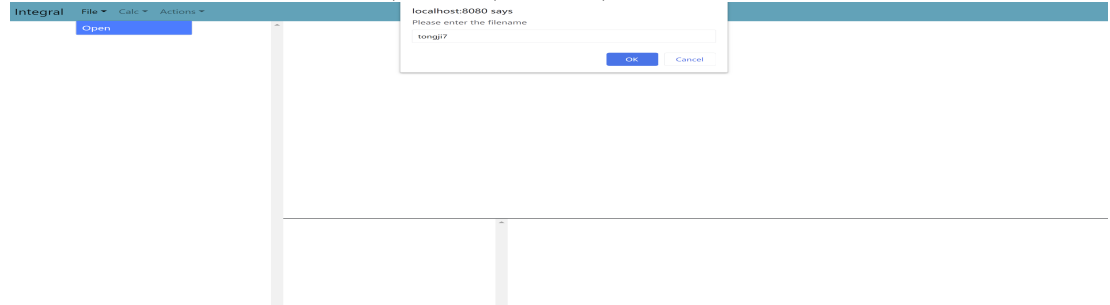 Integral File Calc Actions
Open
localhost:8080 says
Please enter the filename
tongji7
OK Cancel